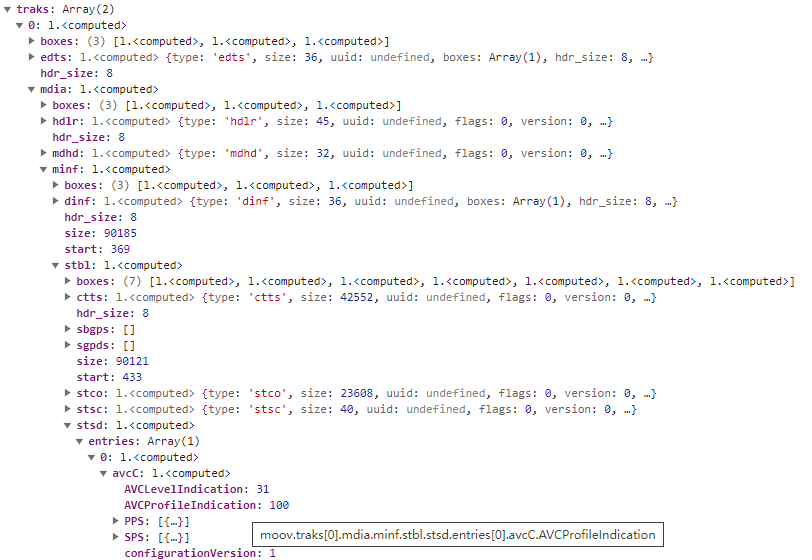 ▼ traks: Array(2)
▼ 0: l.<computed>
▶ boxes: (3) [l.<computed>, l.<computed>, l.<computed>]
▶ edts: l.<computed> {type: 'edts', size: 36, uuid: undefined, boxes: Array(1), hdr_size: 8, …}
hdr_size: 8
▼ mdia: l.<computed>
▶ boxes: (3) [l.<computed>, l.<computed>, l.<computed>]
▶ hdlr: l.<computed> {type: 'hdlr', size: 45, uuid: undefined, flags: 0, version: 0, …}
hdr_size: 8
▶ mdhd: l.<computed> {type: 'mdhd', size: 32, uuid: undefined, flags: 0, version: 0, …}
▼ minf: l.<computed>
▶ boxes: (3) [l.<computed>, l.<computed>, l.<computed>]
▶ dinf: l.<computed> {type: 'dinf', size: 36, uuid: undefined, boxes: Array(1), hdr_size: 8, …}
hdr_size: 8
size: 90185
start: 369
▼ stbl: l.<computed>
▶ boxes: (7) [l.<computed>, l.<computed>, l.<computed>, l.<computed>, l.<computed>, l.<computed>, l.<computed>]
▶ ctts: l.<computed> {type: 'ctts', size: 42552, uuid: undefined, flags: 0, version: 0, …}
hdr_size: 8
▶ sbgps: []
▶ sgpds: []
size: 90121
start: 433
▶ stco: l.<computed> {type: 'stco', size: 23608, uuid: undefined, flags: 0, version: 0, …}
▶ stsc: l.<computed> {type: 'stsc', size: 40, uuid: undefined, flags: 0, version: 0, …}
▼ stsd: l.<computed>
▼ entries: Array(1)
▼ 0: l.<computed>
▼ avcC: l.<computed>
AVCLevelIndication: 31
AVCProfileIndication: 100
▶ PPS: [{…}]
▶ SPS: [{…}]
moov.traks[0].mdia.minf.stbl.stsd.entries[0].avcC.AVCProfileIndication
configurationVersion: 1